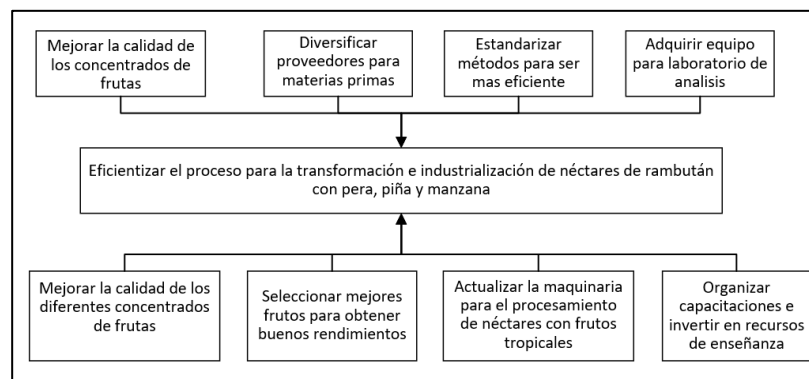 Mejorar la calidad de
los concentrados de
frutas
Diversificar
proveedores para
materias primas
Estandarizar
métodos para ser
mas eficiente
Adquirir equipo
para laboratorio de
analisis
Eficientizar el proceso para la transformación e industrialización de néctares de rambután
con pera, piña y manzana
Mejorar la calidad de los
diferentes concentrados
de frutas
Seleccionar mejores
frutos para obtener
buenos rendimientos
Actualizar la maquinaria
para el procesamiento
de néctares con frutos
tropicales
Organizar
capacitaciones e
invertir en recursos
de enseñanza